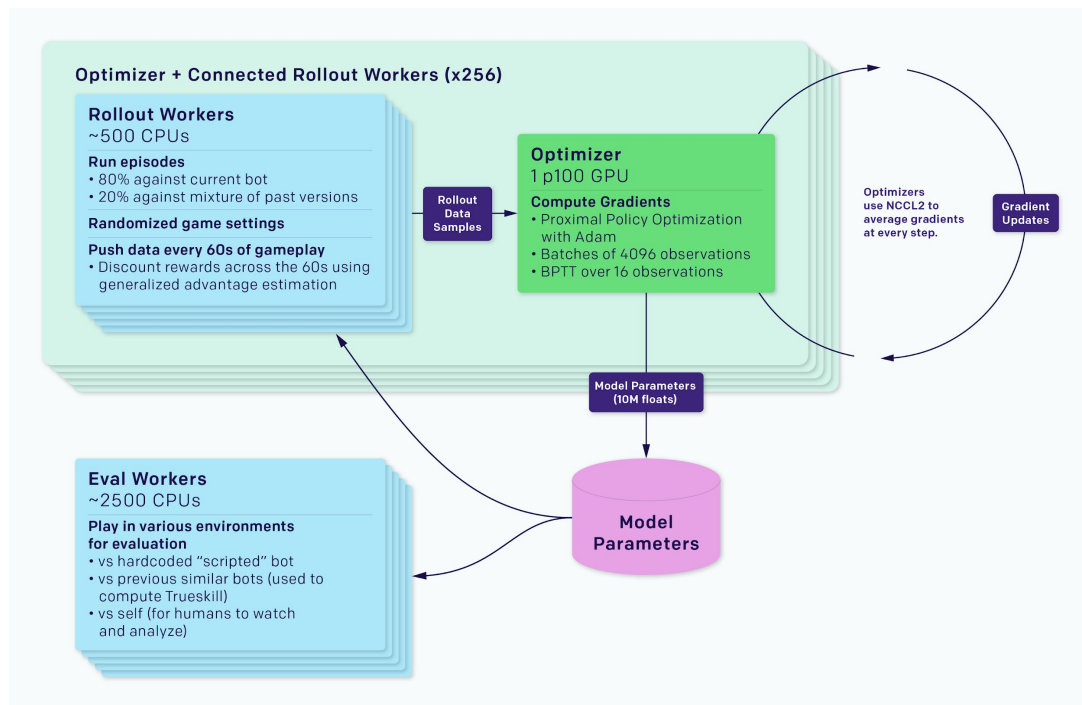 Optimizer + Connected Rollout Workers (x256)
Rollout Workers
~500 CPUs
Run episodes
• 80% against current bot
• 20% against mixture of past versions
Randomized game settings
Push data every 60s of gameplay
• Discount rewards across the 60s using
generalized advantage estimation
Rollout
Data
Samples
Optimizer
1 p100 GPU
Compute Gradients
• Proximal Policy Optimization
with Adam
• Batches of 4096 observations
• BPTT over 16 observations
Optimizers
use NCCL2 to
average gradients
at every step.
Gradient
Updates
Model Parameters
(10M floats)
Model
Parameters
Eval Workers
~2500 CPUs
Play in various environments
for evaluation
• vs hardcoded “scripted” bot
• vs previous similar bots (used to
compute Trueskill)
• vs self (for humans to watch
and analyze)